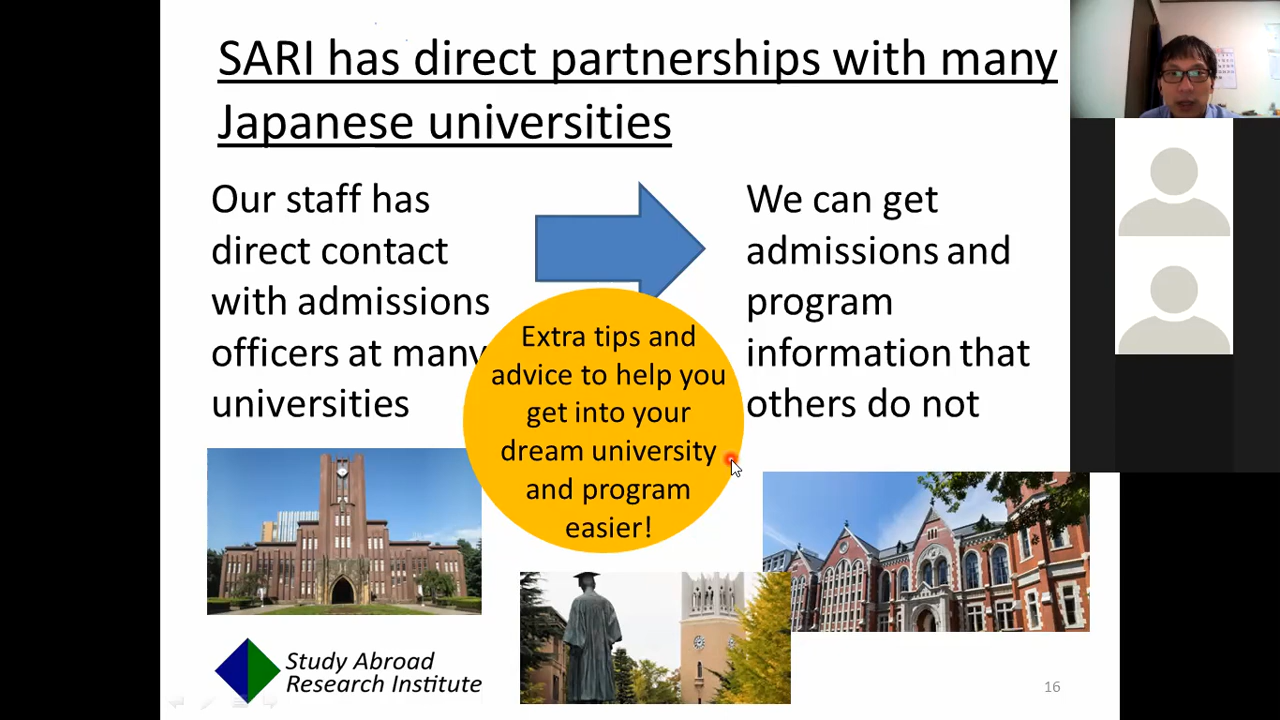 SARI has direct partnerships with many
Japanese universities
Our staff has
direct contact
with admissions
officers at many
universities
We can get
admissions and
program
information that
others do not
Extra tips and
advice to help you
get into your
dream university
and program
easier!
Study Abroad
Research Institute
16